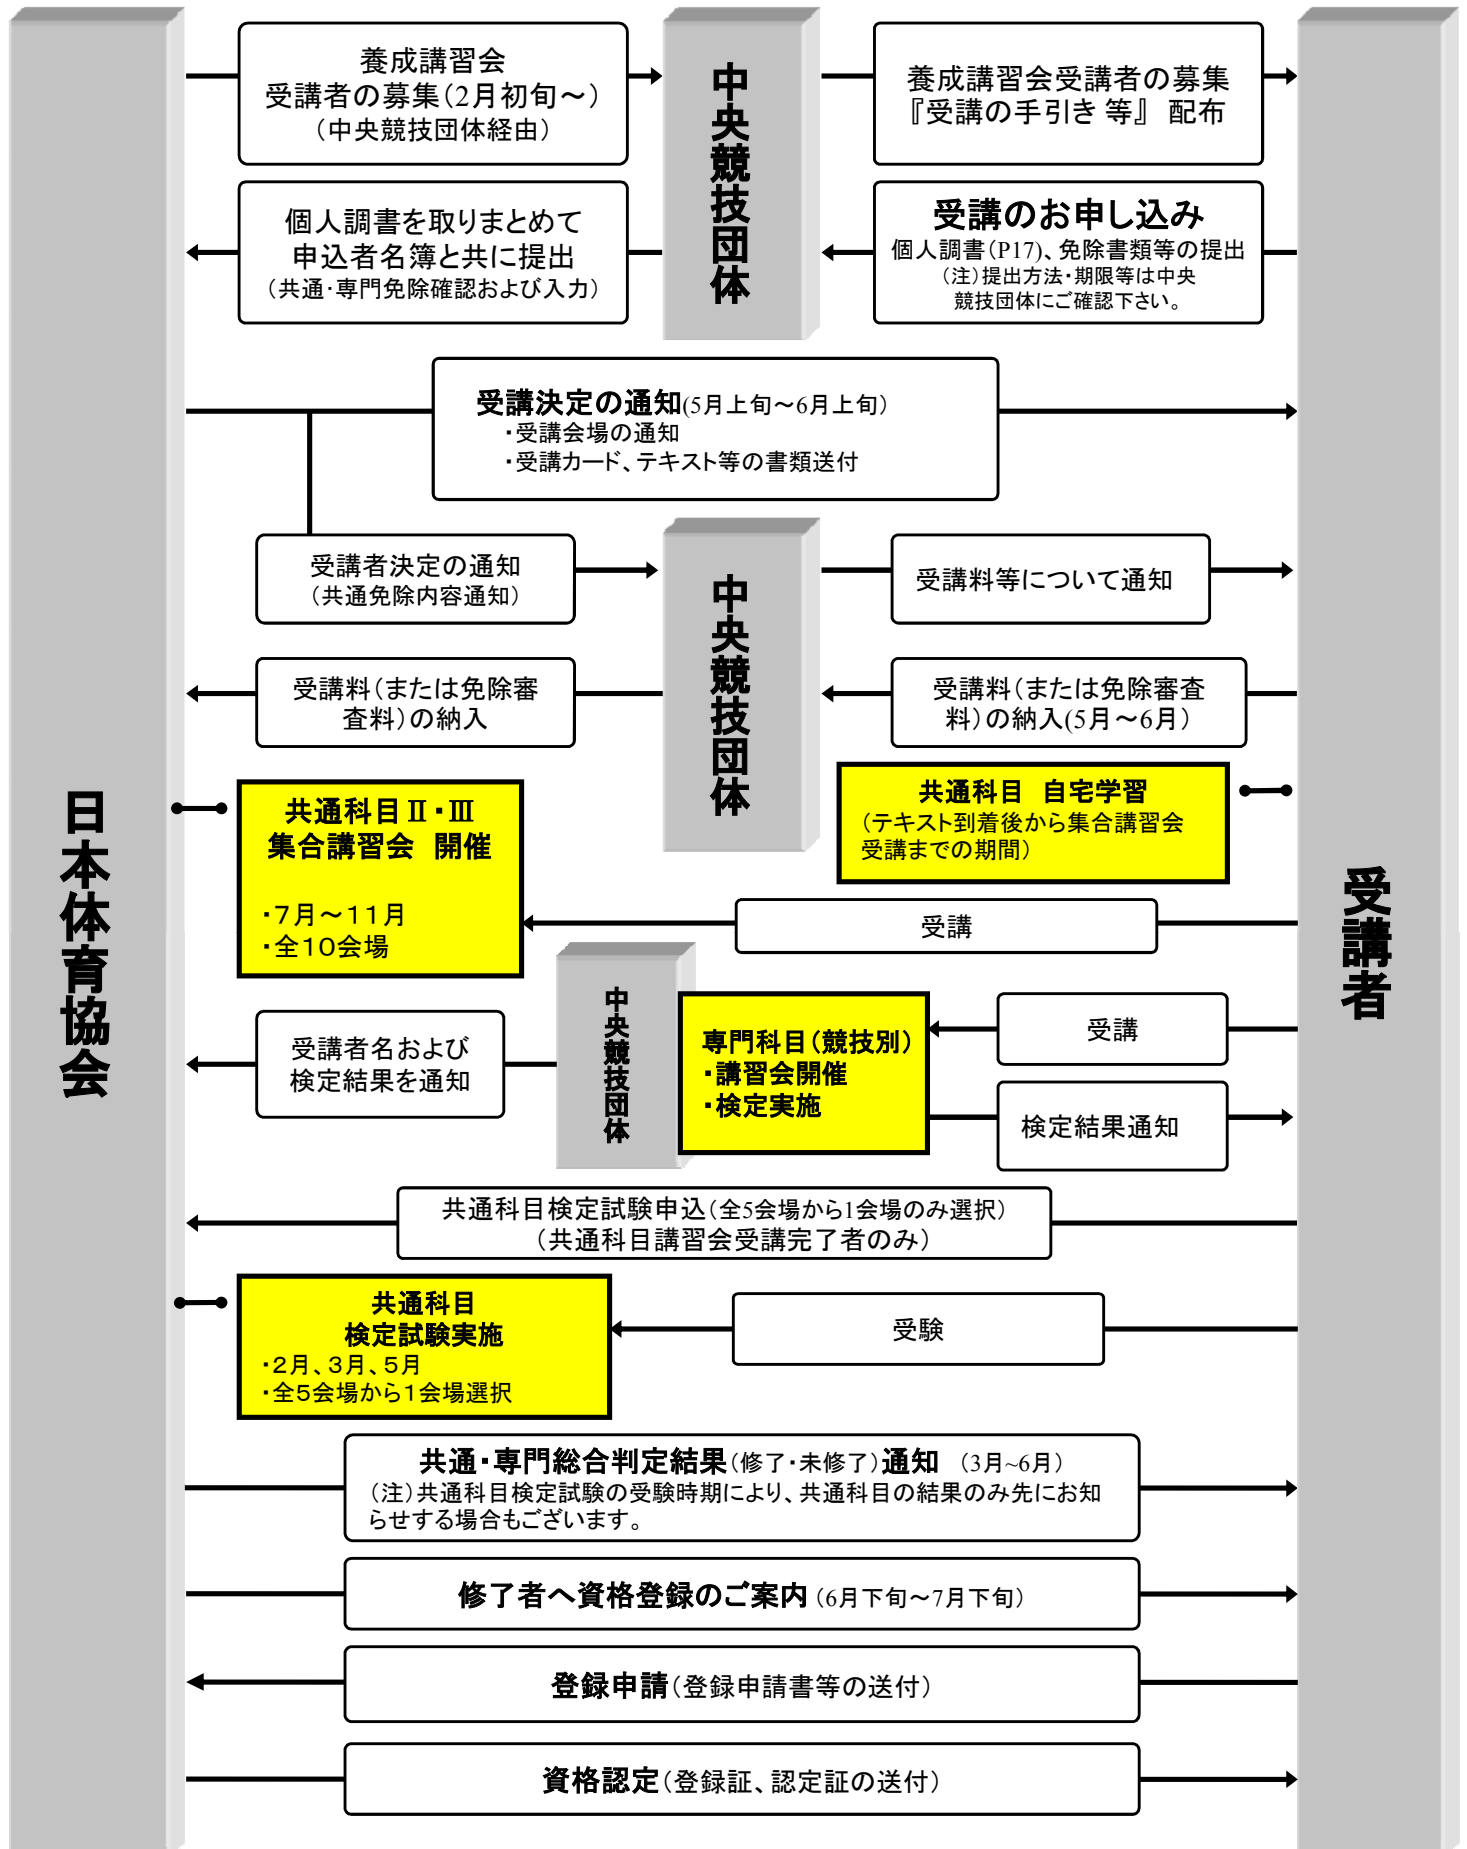 養成講習会
受講者の募集（2月初旬～）
（中央競技団体経由）
中央競技団体
養成講習会受講者の募集
『受講の手引き 等』 配布
個人調書を取りまとめて
申込者名簿と共に提出
（共通・専門免除確認および入力）
受講のお申し込み
個人調書（P17）、免除書類等の提出
（注）提出方法・期限等は中央
競技団体にご確認下さい。
受講決定の通知(5月上旬～6月上旬）
・受講会場の通知
・受講カード、テキスト等の書類送付
受講者決定の通知
（共通免除内容通知）
中央競技団体
受講料等について通知
受講料（または免除審
査料）の納入
受講料（または免除審査
料）の納入(5月～6月）
日本体育協会
共通科目Ⅱ・Ⅲ
集合講習会　開催
・７月～１１月
・全１０会場
共通科目　自宅学習
（テキスト到着後から集合講習会
受講までの期間）
受講者
受講
中央競技団体
専門科目（競技別）
・講習会開催
・検定実施
受講
受講者名および
検定結果を通知
検定結果通知
共通科目検定試験申込（全5会場から1会場のみ選択）
（共通科目講習会受講完了者のみ）
共通科目
検定試験実施
・２月、３月、５月
・全５会場から１会場選択
受験
共通・専門総合判定結果（修了・未修了）通知 （3月~6月）
（注）共通科目検定試験の受験時期により、共通科目の結果のみ先にお知
らせする場合もございます。
修了者へ資格登録のご案内（6月下旬～7月下旬）
登録申請（登録申請書等の送付）
資格認定（登録証、認定証の送付）